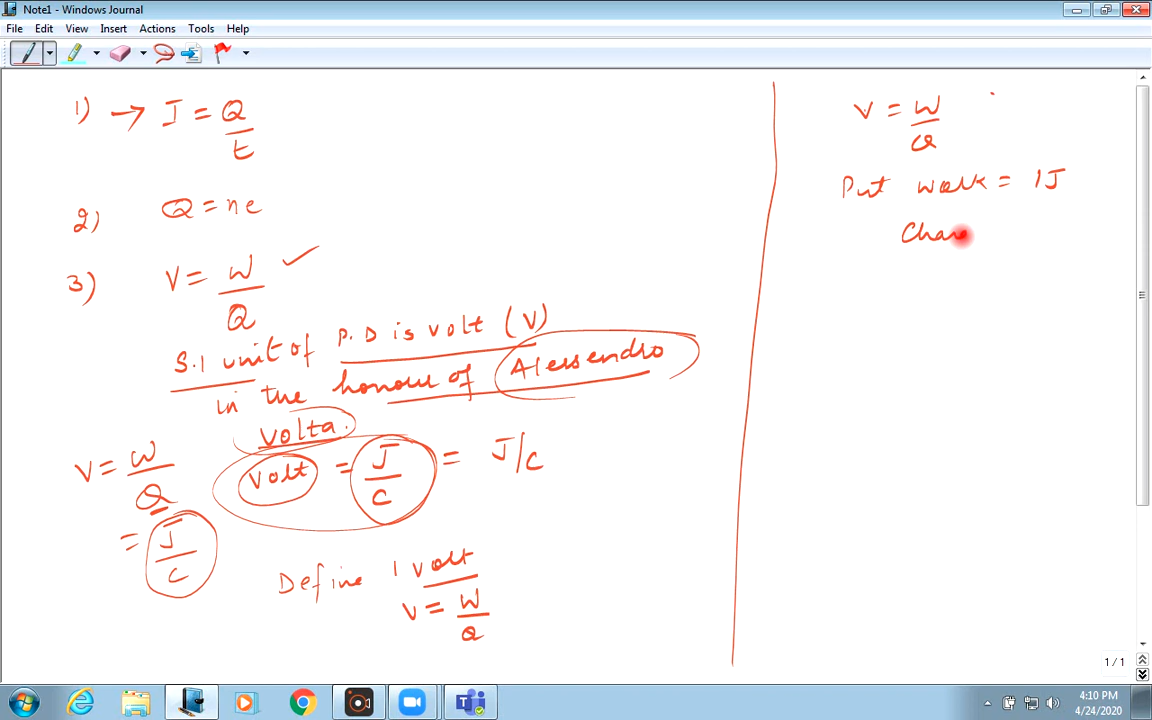 Note1 - Windows Journal
File Edit View Insert Actions Tools Help
1) → I = Q/t
2) Q = ne
3) V = W/Q ✓
S.I unit of P.D is volt (V)
in the honour of Alessendro
volta.
V = W/Q
= J/C
volt = J/C = J/C
Define 1 volt
V = W/Q
V = W/Q
Put work = 1J
Char
1 / 1
4:10 PM
4/24/2020